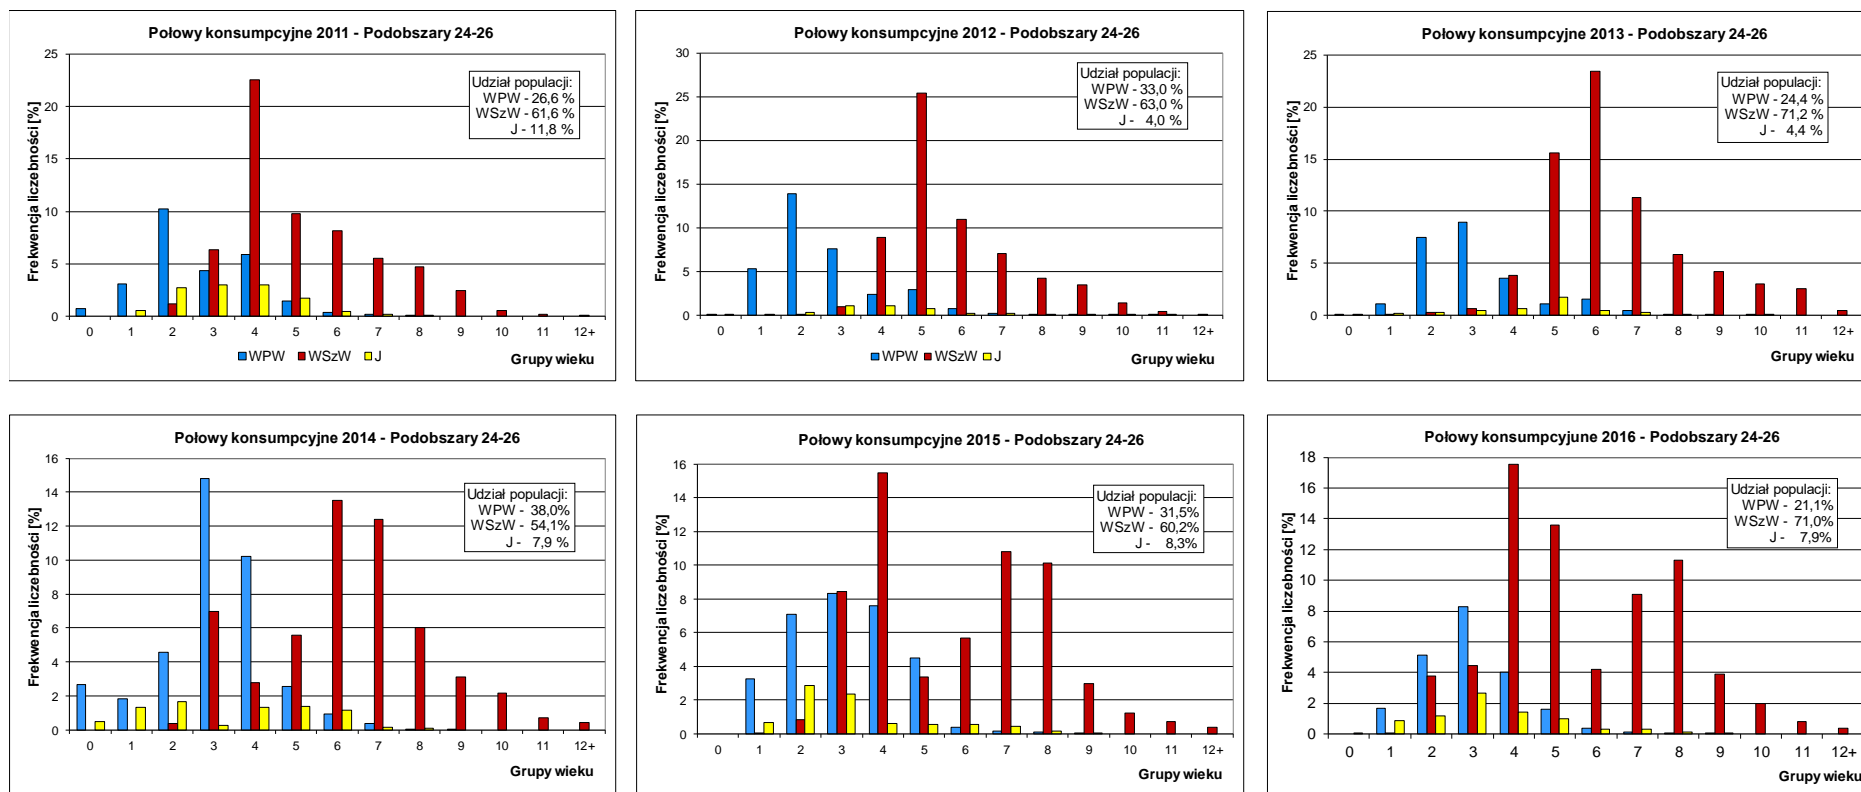 Połowy konsumpcyjne 2011 - Podobszary 24-26
Frekwencja liczebności [%]
25
20
15
10
5
0
Udział populacji:
WPW - 26,6 %
WSzW - 61,6 %
J - 11,8 %
0 1 2 3 4 5 6 7 8 9 10 11 12+
WPW WSzW J
Grupy wieku
Połowy konsumpcyjne 2012 - Podobszary 24-26
Frekwencja liczebności [%]
30
25
20
15
10
5
0
Udział populacji:
WPW - 33,0 %
WSzW - 63,0 %
J - 4,0 %
0 1 2 3 4 5 6 7 8 9 10 11 12+
WPW WSzW J
Grupy wieku
Połowy konsumpcyjne 2013 - Podobszary 24-26
Frekwencja liczebności [%]
25
20
15
10
5
0
Udział populacji:
WPW - 24,4 %
WSzW - 71,2 %
J - 4,4 %
0 1 2 3 4 5 6 7 8 9 10 11 12+
Grupy wieku
Połowy konsumpcyjne 2014 - Podobszary 24-26
Frekwencja liczebności [%]
16
14
12
10
8
6
4
2
0
Udział populacji:
WPW - 38,0%
WSzW - 54,1%
J - 7,9 %
0 1 2 3 4 5 6 7 8 9 10 11 12+
Grupy wieku
Połowy konsumpcyjne 2015 - Podobszary 24-26
Frekwencja liczebności [%]
16
14
12
10
8
6
4
2
0
Udział populacji:
WPW - 31,5%
WSzW - 60,2%
J - 8,3%
0 1 2 3 4 5 6 7 8 9 10 11 12+
Grupy wieku
Połowy konsumpcyjune 2016 - Podobszary 24-26
Frekwencja liczebności [%]
18
16
14
12
10
8
6
4
2
0
Udział populacji:
WPW - 21,1%
WSzW - 71,0%
J - 7,9%
0 1 2 3 4 5 6 7 8 9 10 11 12+
Grupy wieku